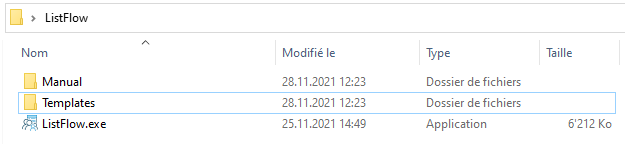 ListFlow
Nom Modifié le Type Taille
Manual 28.11.2021 12:23 Dossier de fichiers
Templates 28.11.2021 12:23 Dossier de fichiers
ListFlow.exe 25.11.2021 14:49 Application 6'212 Ko